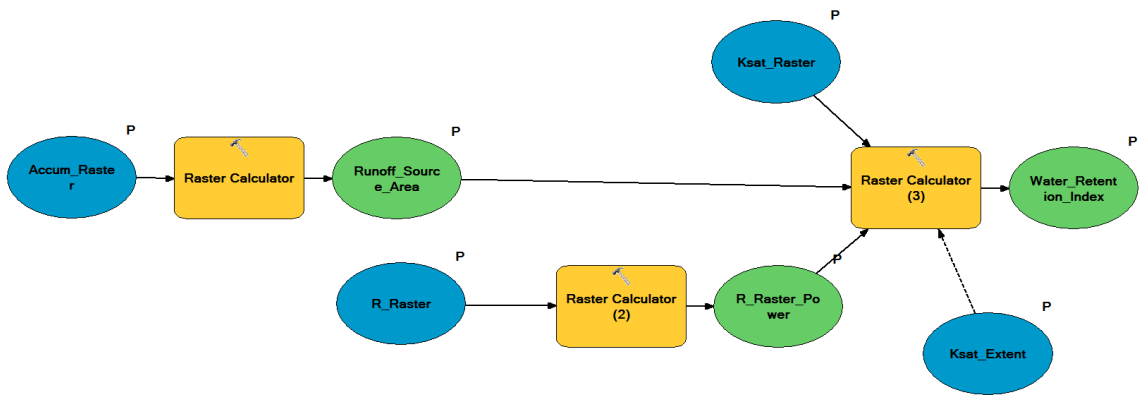 P
Ksat_Raster
P
P
P
Accum_Raste
r
Raster Calculator
Runoff_Sourc
e_Area
Raster Calculator
(3)
Water_Retent
ion_Index
P
P
R_Raster
Raster Calculator
(2)
R_Raster_Po
wer
P
Ksat_Extent